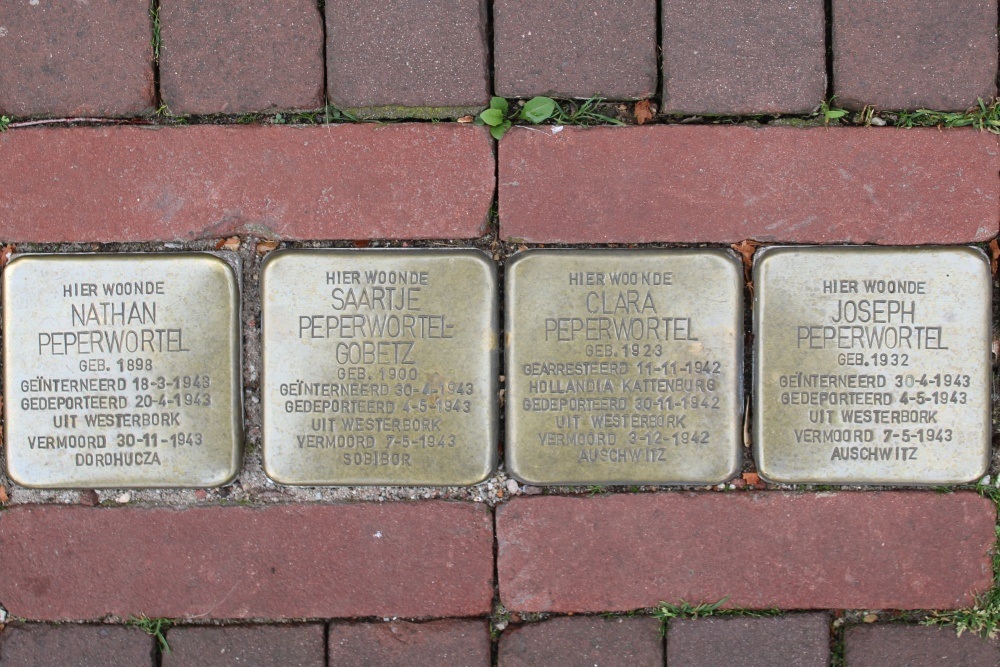 HIER WOONDE
NATHAN
PEPERWORTEL
GEB. 1898
GEÏNTERNEERD 18-3-1943
GEDEPORTEERD 20-4-1943
UIT WESTERBORK
VERMOORD 30-11-1943
DOROHUCZA
HIER WOONDE
SAARTJE
PEPERWORTEL-
GOBETZ
GEB. 1900
GEÏNTERNEERD 30-4-1943
GEDEPORTEERD 4-5-1943
UIT WESTERBORK
VERMOORD 7-5-1943
SOBIBOR
HIER WOONDE
CLARA
PEPERWORTEL
GEB. 1923
GEARRESTEERD 11-11-1942
HOLLANDIA KATTENBURG
GEDEPORTEERD 30-11-1942
UIT WESTERBORK
VERMOORD 3-12-1942
AUSCHWITZ
HIER WOONDE
JOSEPH
PEPERWORTEL
GEB. 1932
GEÏNTERNEERD 30-4-1943
GEDEPORTEERD 4-5-1943
UIT WESTERBORK
VERMOORD 7-5-1943
AUSCHWITZ